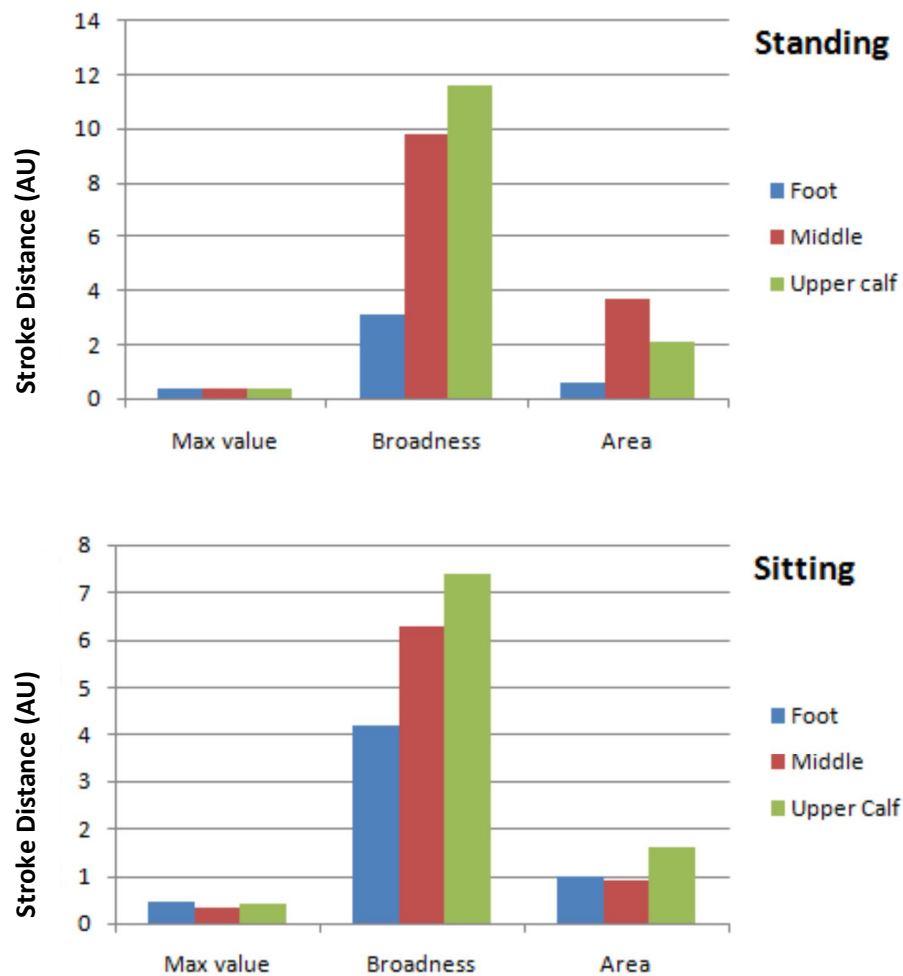 Standing
Stroke Distance (AU)
14
12
10
8
6
4
2
0
Max value Broadness Area
Foot
Middle
Upper calf
Sitting
Stroke Distance (AU)
8
7
6
5
4
3
2
1
0
Max value Broadness Area
Foot
Middle
Upper Calf